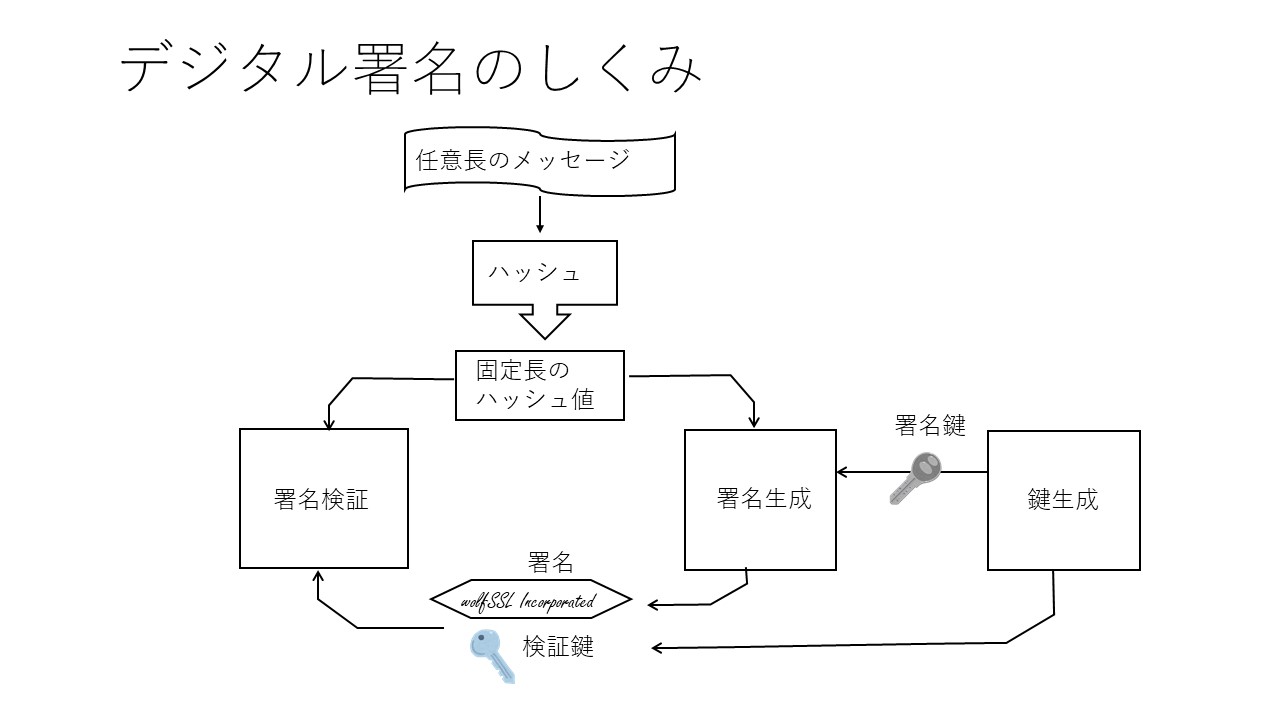 デジタル署名のしくみ
任意長のメッセージ
ハッシュ
固定長の
ハッシュ値
署名鍵
署名検証
署名生成
鍵生成
署名
wolfSSL Incorporated
検証鍵